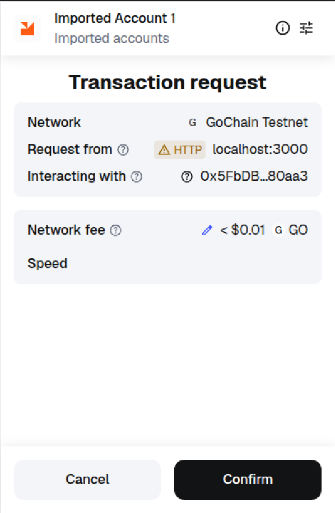 Imported Account 1
Imported accounts
Transaction request
Network G GoChain Testnet
Request from HTTP localhost:3000
Interacting with 0x5FbDB...80aa3
Network fee < $0.01 G GO
Speed
Cancel Confirm